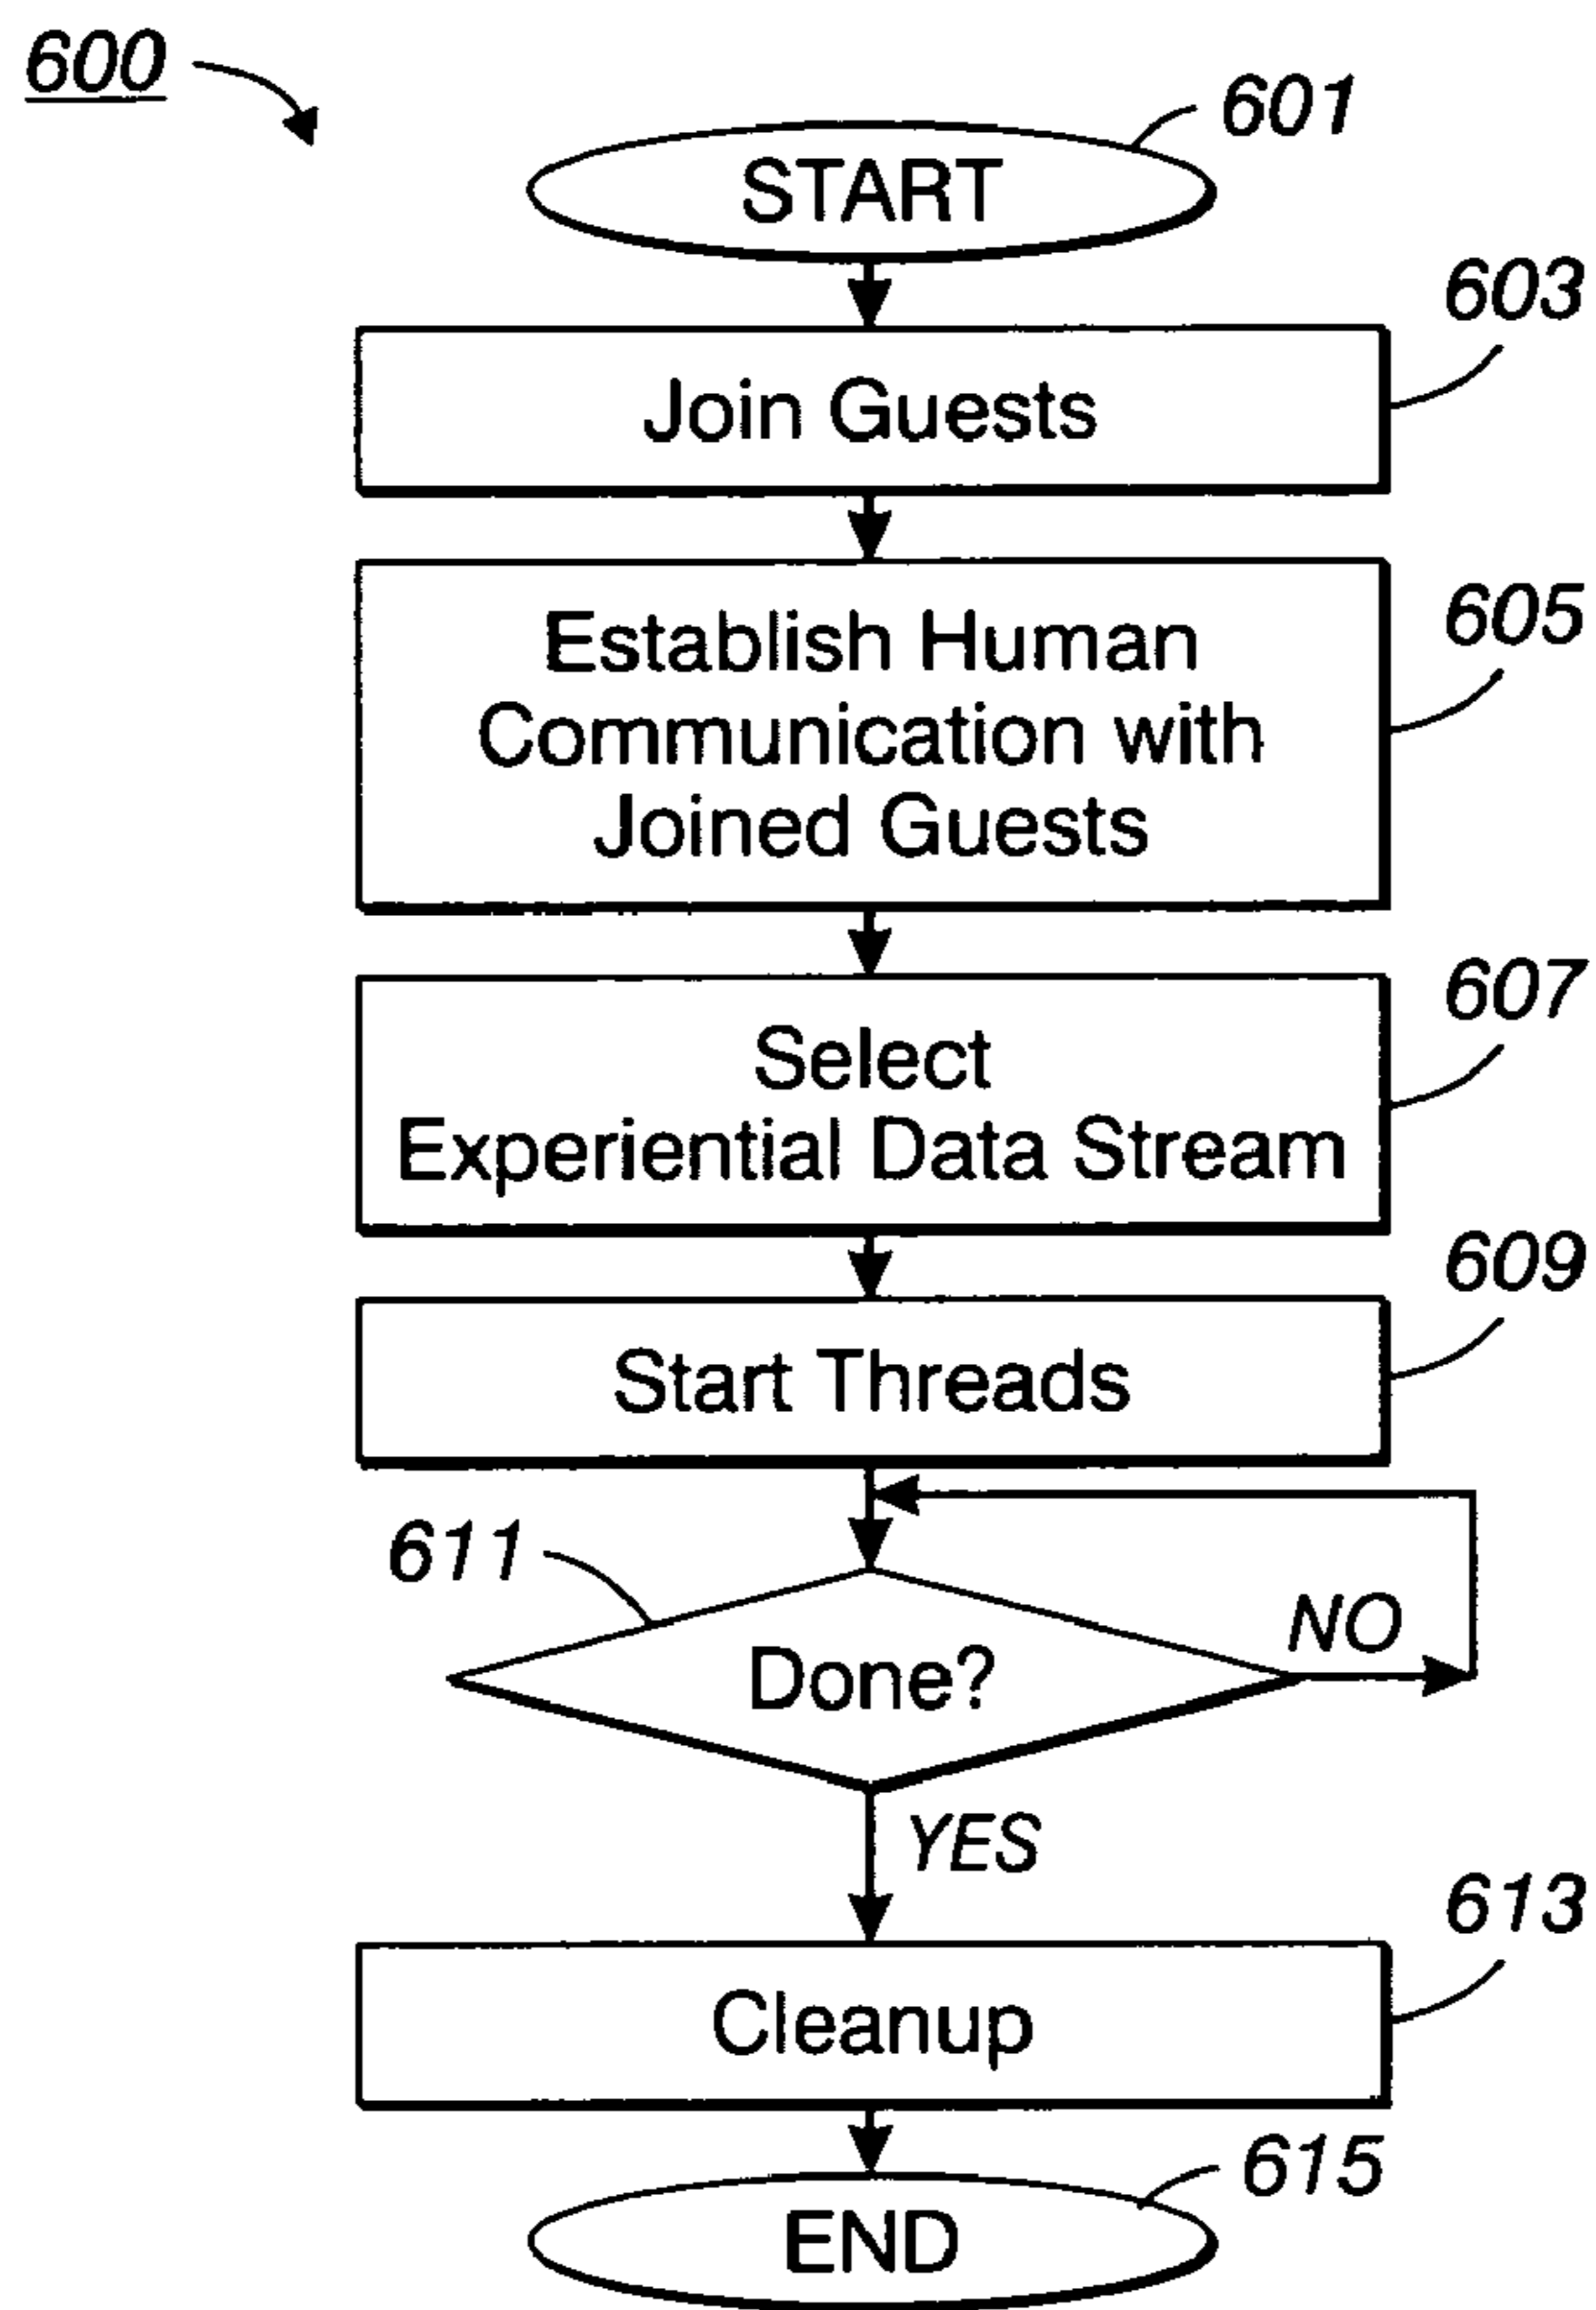 600
601
START
603
Join Guests
605
Establish Human
Communication with
Joined Guests
607
Select
Experiential Data Stream
609
Start Threads
611
Done?
NO
YES
613
Cleanup
615
END